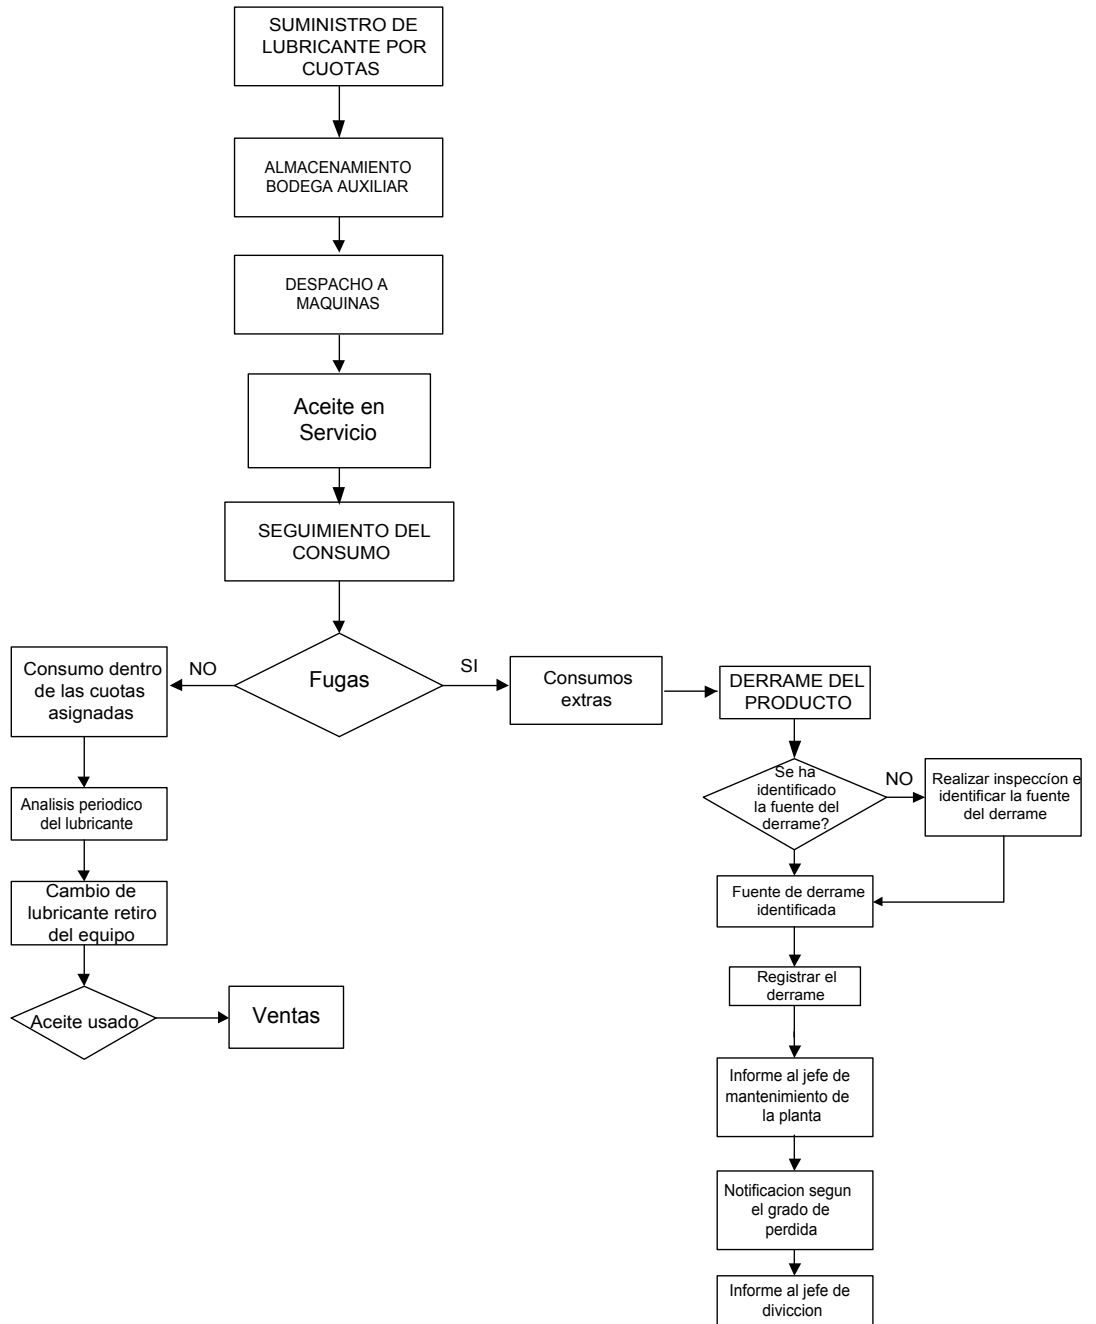 SUMINISTRO DE
LUBRICANTE POR
CUOTAS
ALMACENAMIENTO
BODEGA AUXILIAR
DESPACHO A
MAQUINAS
Aceite en
Servicio
SEGUIMIENTO DEL
CONSUMO
Fugas
NO
SI
Consumo dentro
de las cuotas
asignadas
Analisis periodico
del lubricante
Cambio de
lubricante retiro
del equipo
Aceite usado
Ventas
Consumos
extras
DERRAME DEL
PRODUCTO
Se ha
identificado
la fuente del
derrame?
NO
Realizar inspeccíon e
identificar la fuente
del derrame
Fuente de derrame
identificada
Registrar el
derrame
Informe al jefe de
mantenimiento de
la planta
Notificacion segun
el grado de
perdida
Informe al jefe de
diviccion